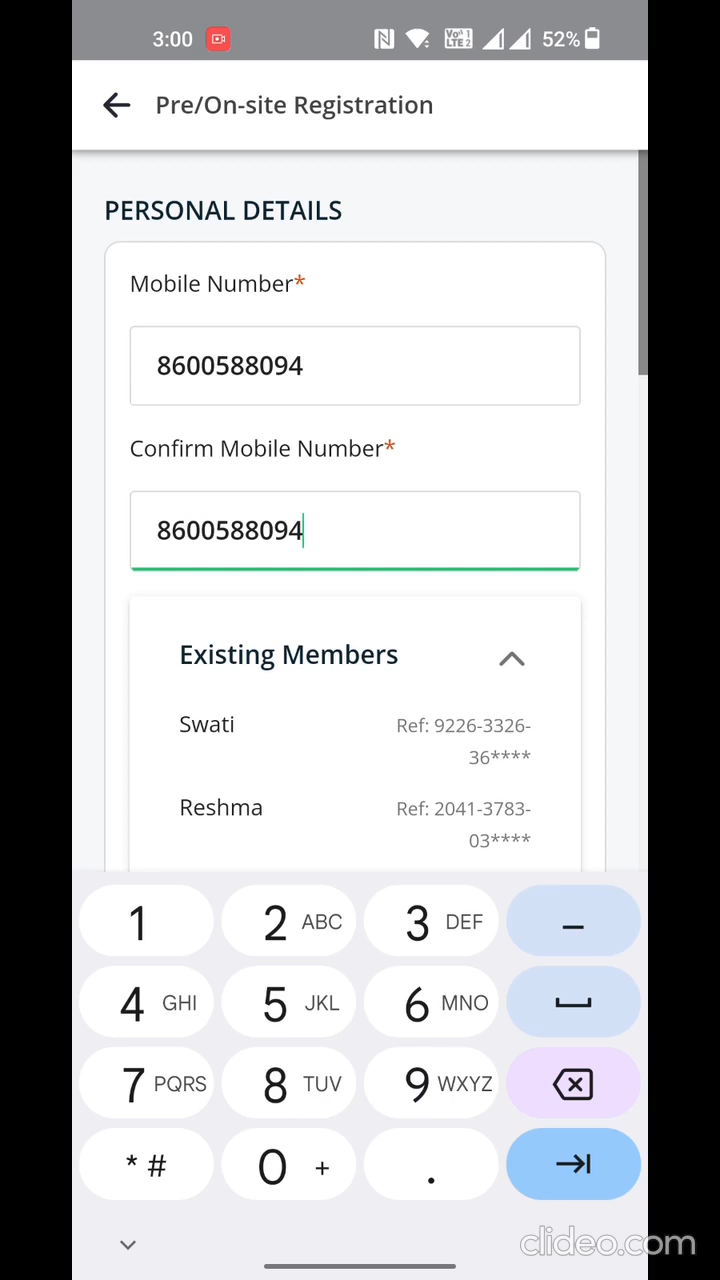 3:00 52%
Pre/On-site Registration
PERSONAL DETAILS
Mobile Number*
8600588094
Confirm Mobile Number*
8600588094
Existing Members
Swati Ref: 9226-3326-
36****
Reshma Ref: 2041-3783-
03****
1 2 ABC 3 DEF –
4 GHI 5 JKL 6 MNO
7 PQRS 8 TUV 9 WXYZ
* # 0 + .
clideo.com